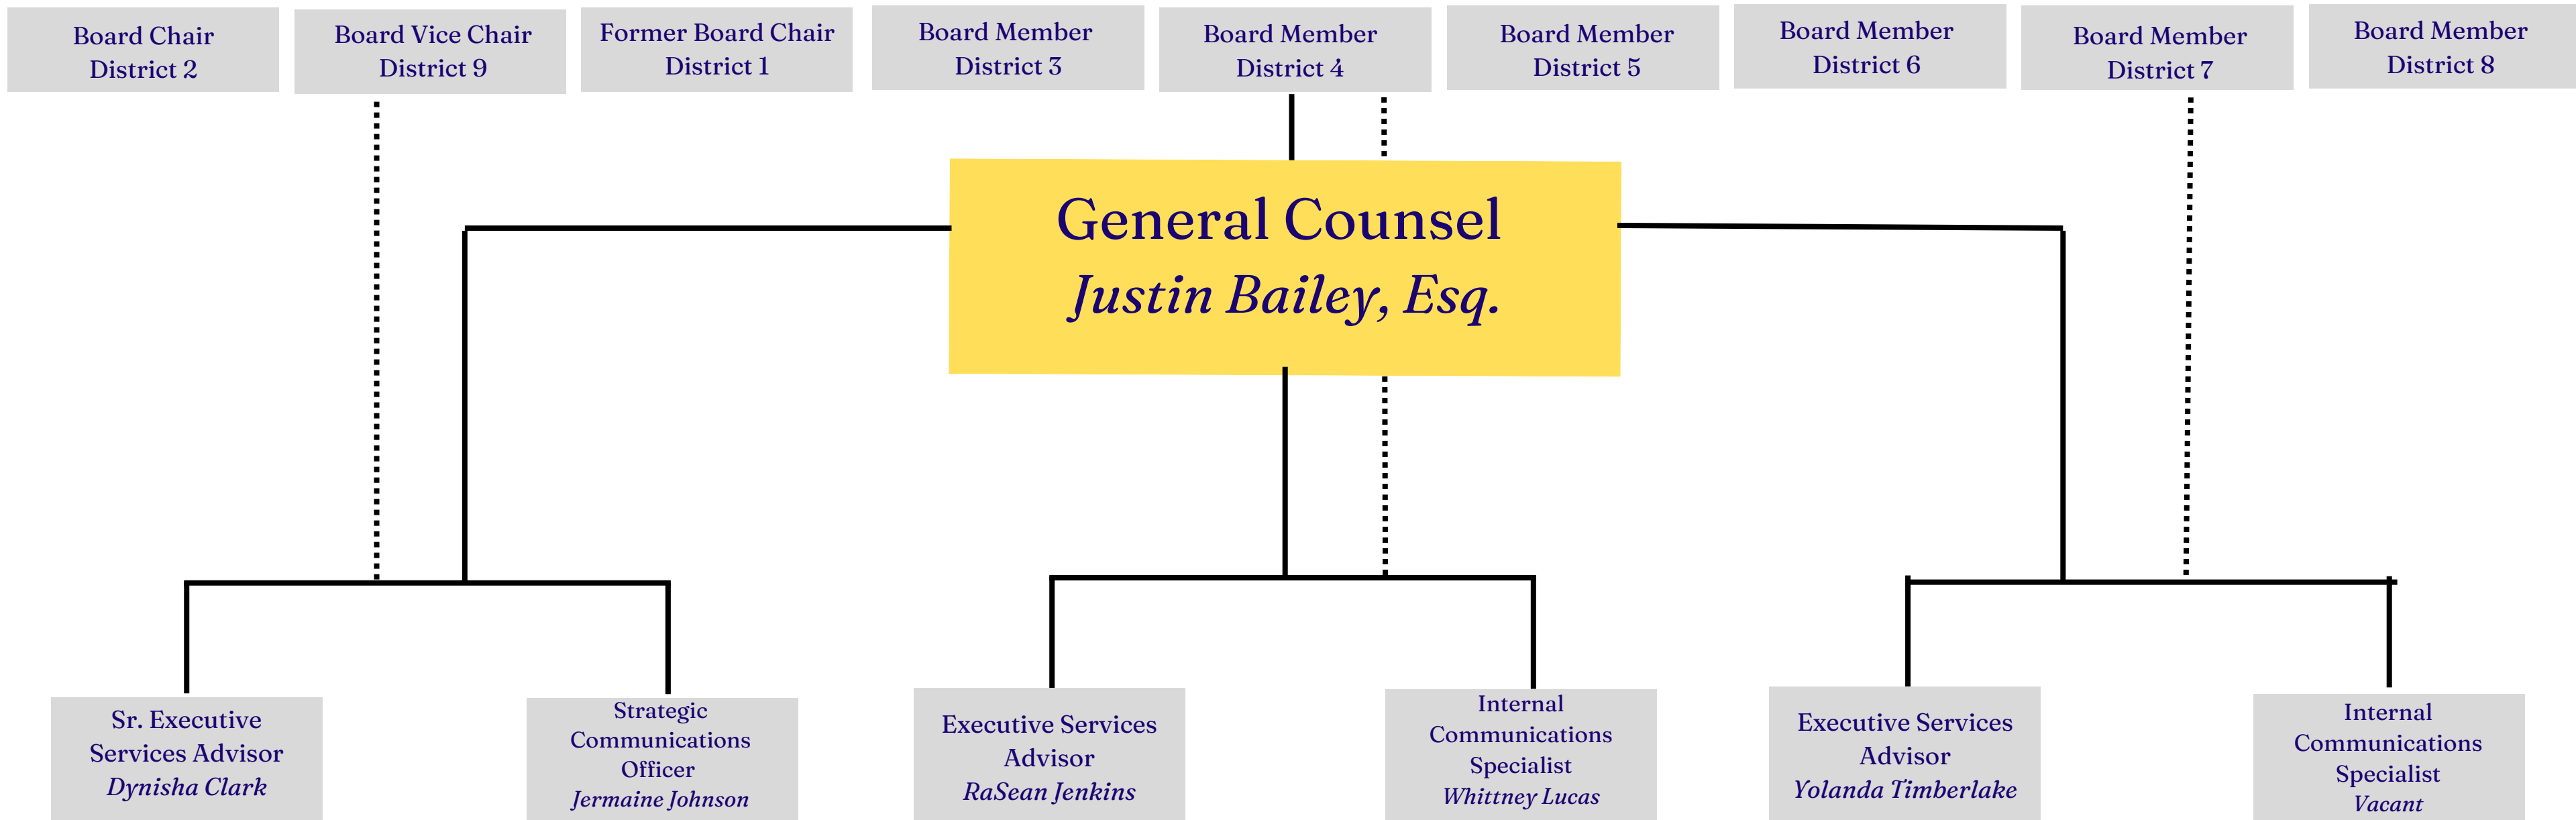 Board Chair
District 2
Board Vice Chair
District 9
Former Board Chair
District 1
Board Member
District 3
Board Member
District 4
Board Member
District 5
Board Member
District 6
Board Member
District 7
Board Member
District 8
General Counsel
Justin Bailey, Esq.
Sr. Executive
Services Advisor
Dynisha Clark
Strategic
Communications
Officer
Jermaine Johnson
Executive Services
Advisor
RaSean Jenkins
Internal
Communications
Specialist
Whittney Lucas
Executive Services
Advisor
Yolanda Timberlake
Internal
Communications
Specialist
Vacant